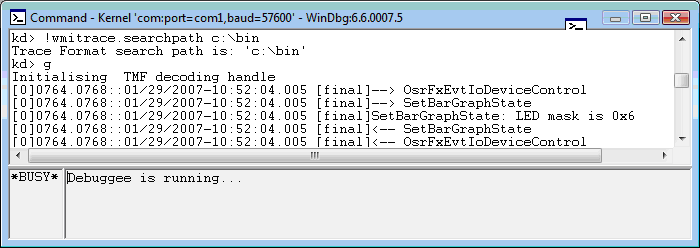 Command - Kernel 'com:port=com1,baud=57600' - WinDbg:6.6.0007.5
kd> !wmitrace.searchpath c:\bin
Trace Format search path is: 'c:\bin'
kd> g
Initialising  TMF decoding handle
[0]0764.0768::01/29/2007-10:52:04.005 [final]--> OsrFxEvtIoDeviceControl
[0]0764.0768::01/29/2007-10:52:04.005 [final]--> SetBarGraphState
[0]0764.0768::01/29/2007-10:52:04.005 [final]SetBarGraphState: LED mask is 0x6
[0]0764.0768::01/29/2007-10:52:04.005 [final]<-- SetBarGraphState
[0]0764.0768::01/29/2007-10:52:04.005 [final]<-- OsrFxEvtIoDeviceControl
*BUSY* Debuggee is running...